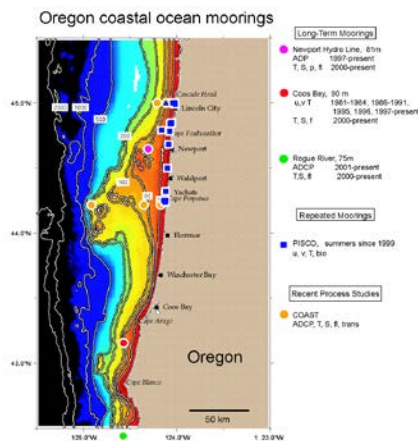 Oregon coastal ocean moorings
Long-Term Moorings
Newport Hydro Line, 81m
ADP 1997-present
T, S, p, fl 2000-present
Coos Bay, 90 m
u,v T 1981-1984, 1986-1991,
1995, 1996, 1997-present
T, S, f 2000-present
Rogue River, 75m
ADCP 2001-present
T,S, fl 2000-present
Repeated Moorings
PISCO, summers since 1999
u, v, T, bio
Recent Process Studies
COAST
ADCP, T, S, fl, trans
Cascade Head
Lincoln City
Cape Foulweather
Newport
Waldport
Yachats
Cape Perpetua
Florence
Winchester Bay
Coos Bay
Cape Arago
Cape Blanco
Oregon
50 km
45.0°N
44.0°N
43.0°N
125.0°W
124.0°W